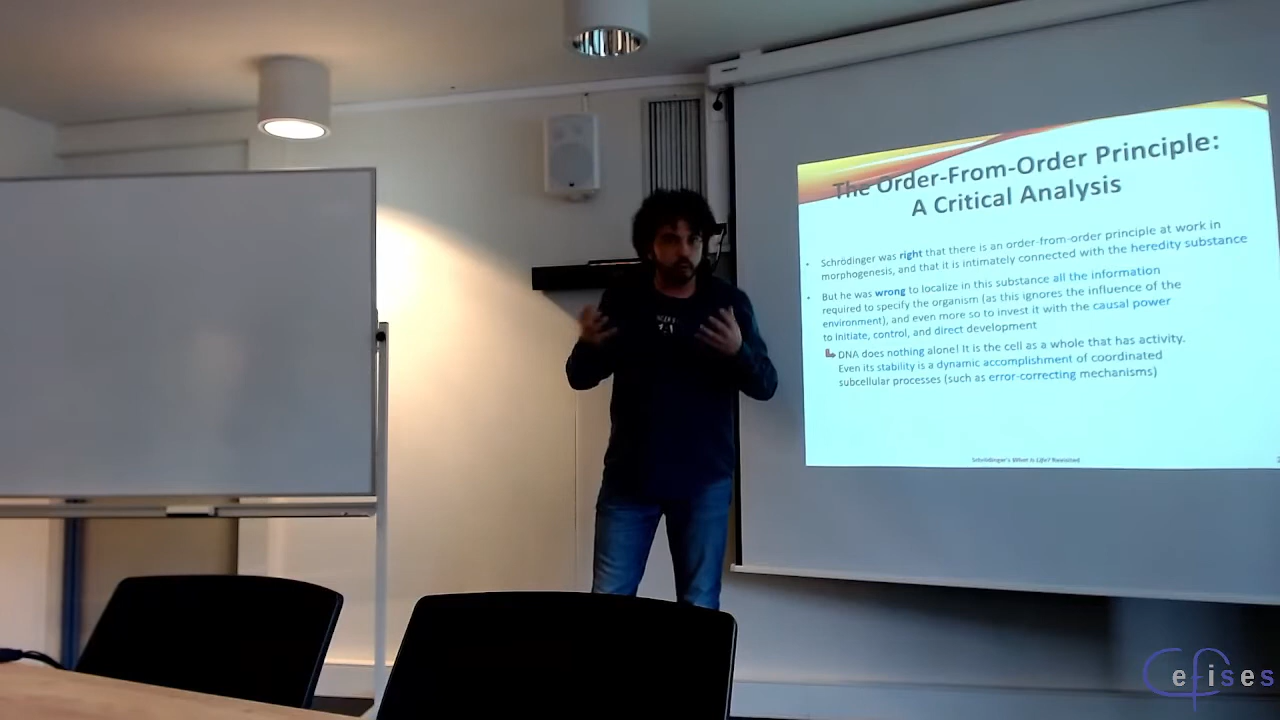 The Order-From-Order Principle:
A Critical Analysis
• Schrödinger was right that there is an order-from-order principle at work in
morphogenesis, and that it is intimately connected with the heredity substance
• But he was wrong to localize in this substance all the information
required to specify the organism (as this ignores the influence of the
environment), and even more so to invest it with the causal power
to initiate, control, and direct development
DNA does nothing alone! It is the cell as a whole that has activity.
Even its stability is a dynamic accomplishment of coordinated
subcellular processes (such as error-correcting mechanisms)
Schrödinger's What Is Life? Revisited
Cefises